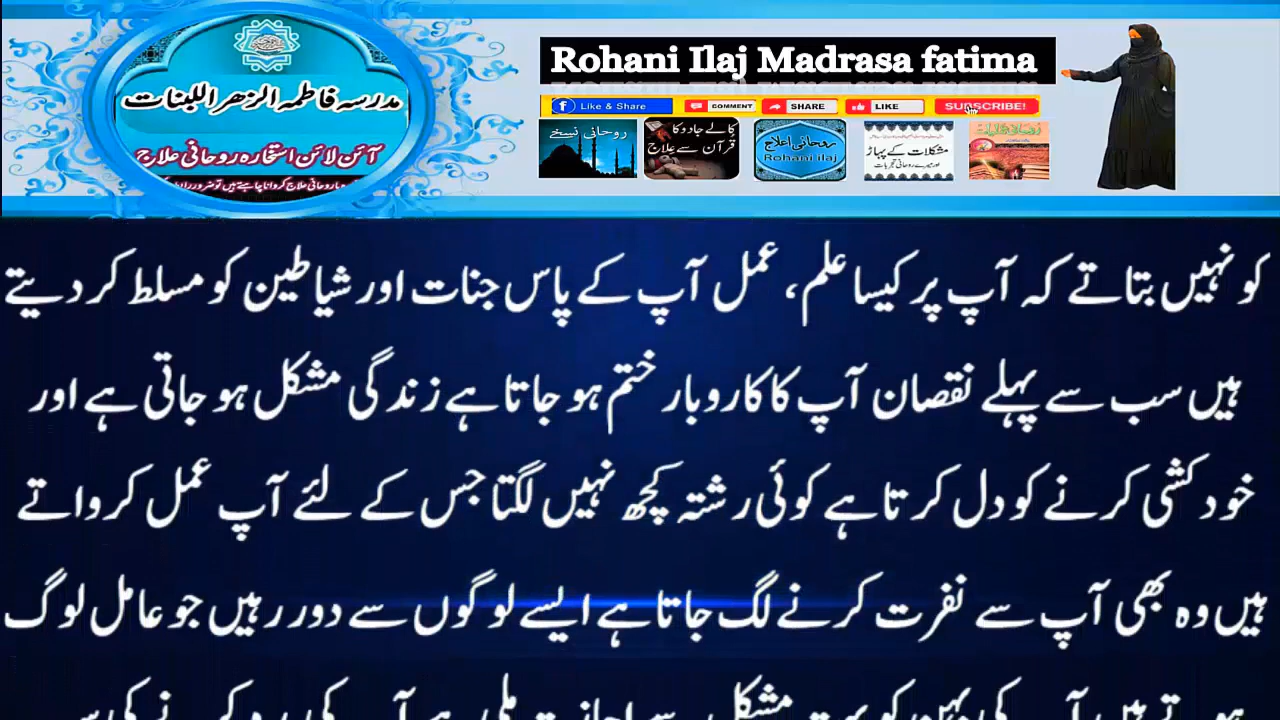 مدرسہ فاطمہ الزھرا للبنات
آئن لائن استخارہ روحانی علاج
Rohani Ilaj Madrasa fatima
Like & Share
COMMENT
SHARE
LIKE
SUBSCRIBE!
روحانی نسخے
کالے جادو کا
قرآن سے علاج
روحانی علاج
Rohani ilaj
مشکلات کے پہاڑ
کو نہیں بتاتے کہ آپ پر کیسا علم، عمل آپ کے پاس جنات اور شیاطین کو مسلط کر دیتے
ہیں سب سے پہلے نقصان آپ کا کاروبار ختم ہو جاتا ہے زندگی مشکل ہو جاتی ہے اور
خودکشی کرنے کو دل کرتا ہے کوئی رشتہ کچھ نہیں لگتا جس کے لئے آپ عمل کرواتے
ہیں وہ بھی آپ سے نفرت کرنے لگ جاتا ہے ایسے لوگوں سے دور رہیں جو عامل لوگ